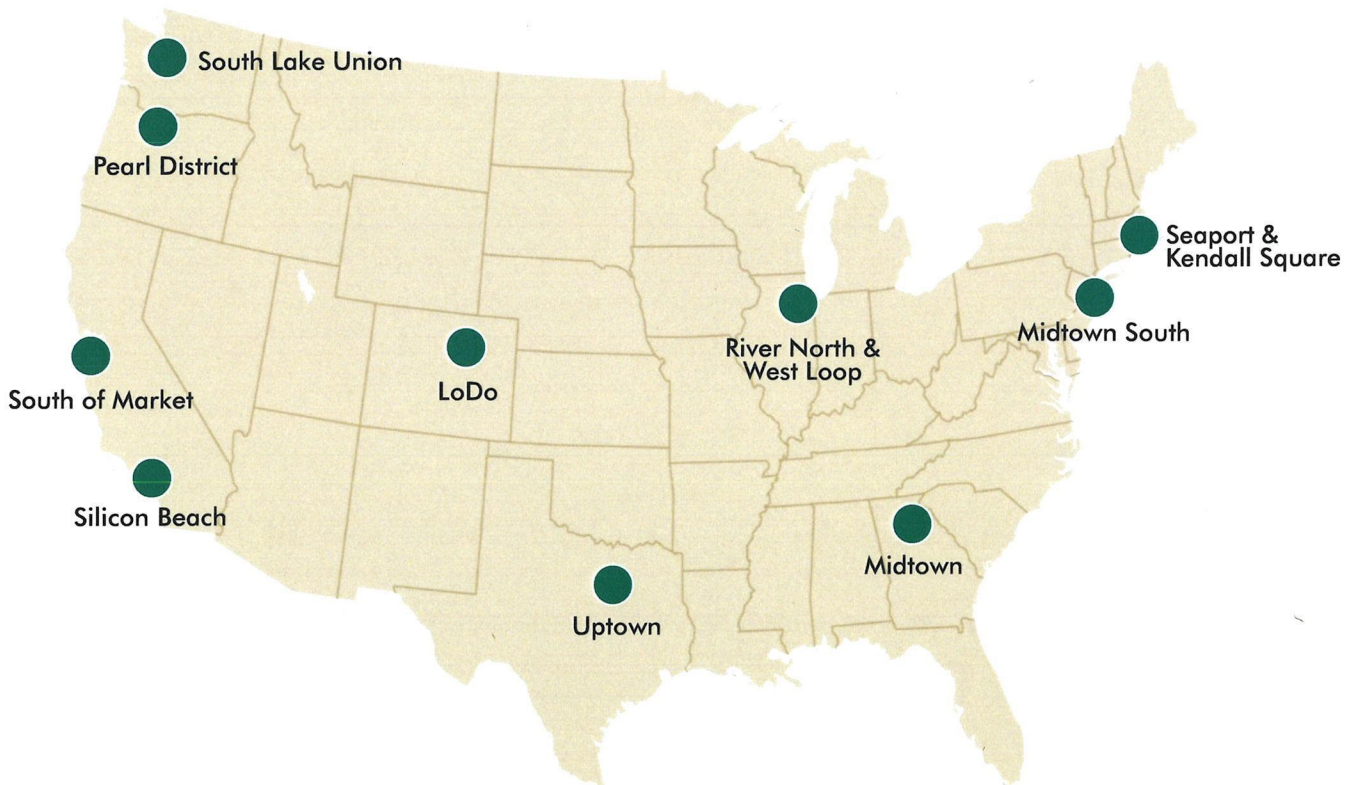 South Lake Union
Pearl District
Seaport &
Kendall Square
Midtown South
River North &
West Loop
LoDo
South of Market
Silicon Beach
Midtown
Uptown